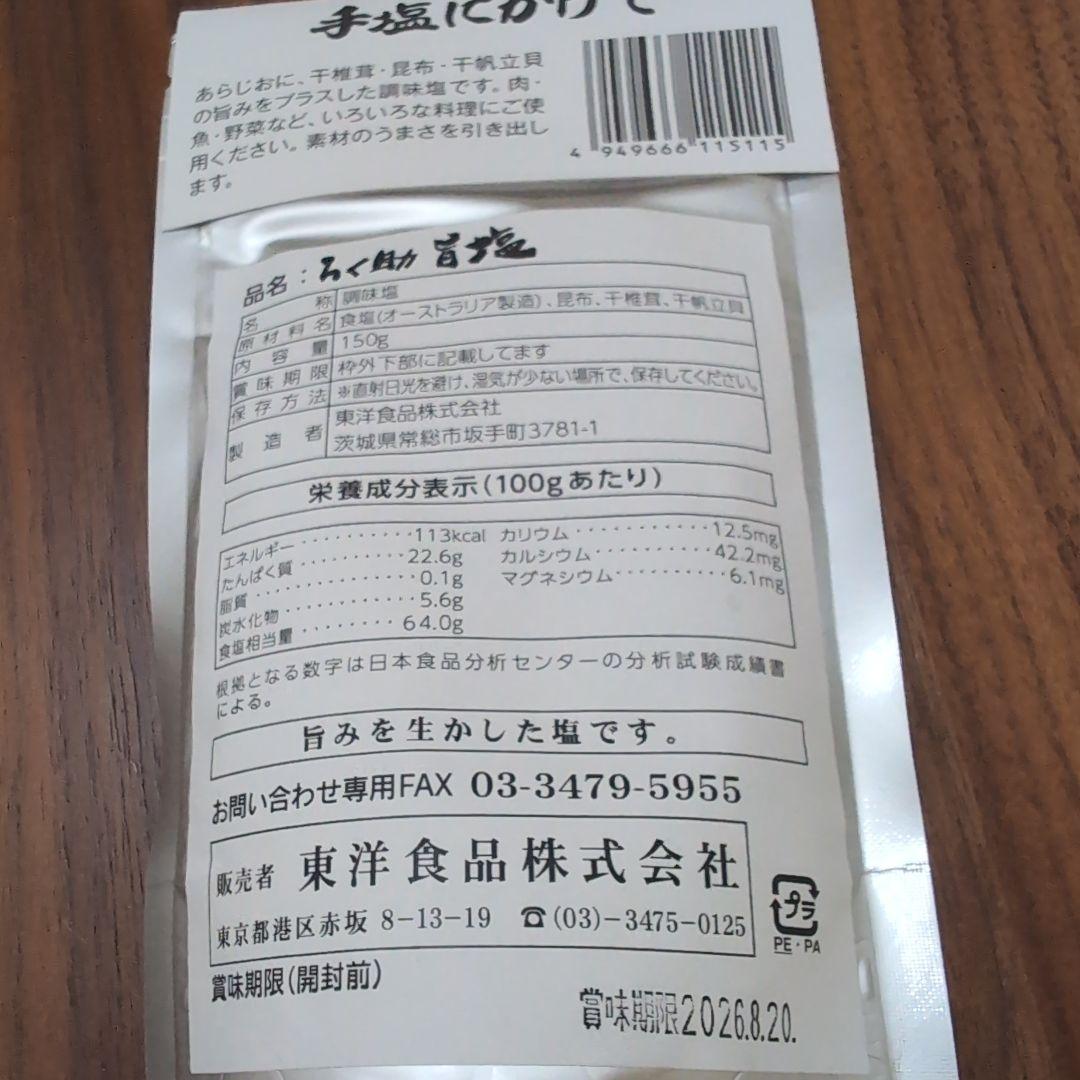 手塩にかけて
あらじおに、干椎茸・昆布・干帆立貝
の旨みをプラスした調味塩です。肉・
魚・野菜など、いろいろな料理にご使
用ください。素材のうまさを引き出し
ます。
4 949666 115115
品名：ろく助 旨塩
名称 調味塩
原材料名 食塩(オーストラリア製造)、昆布、干椎茸、干帆立貝
内容量 150g
賞味期限 枠外下部に記載してます
保存方法 ※直射日光を避け、湿気が少ない場所で、保存してください。
製造者 東洋食品株式会社
茨城県常総市坂手町3781-1
栄養成分表示(100gあたり)
エネルギー・・・・・・・・・・113kcal カリウム・・・・・・・・・・・12.5mg
たんぱく質・・・・・・・・・・22.6g カルシウム・・・・・・・・・・42.2mg
脂質・・・・・・・・・・・・・0.1g マグネシウム・・・・・・・・・6.1mg
炭水化物・・・・・・・・・・・5.6g
食塩相当量・・・・・・・・64.0g
根拠となる数字は日本食品分析センターの分析試験成績書
による。
旨みを生かした塩です。
お問い合わせ専用FAX 03-3479-5955
販売者 東洋食品株式会社
東京都港区赤坂 8-13-19 ☎(03)-3475-0125
プラ
PE・PA
賞味期限(開封前)
賞味期限2026.8.20.